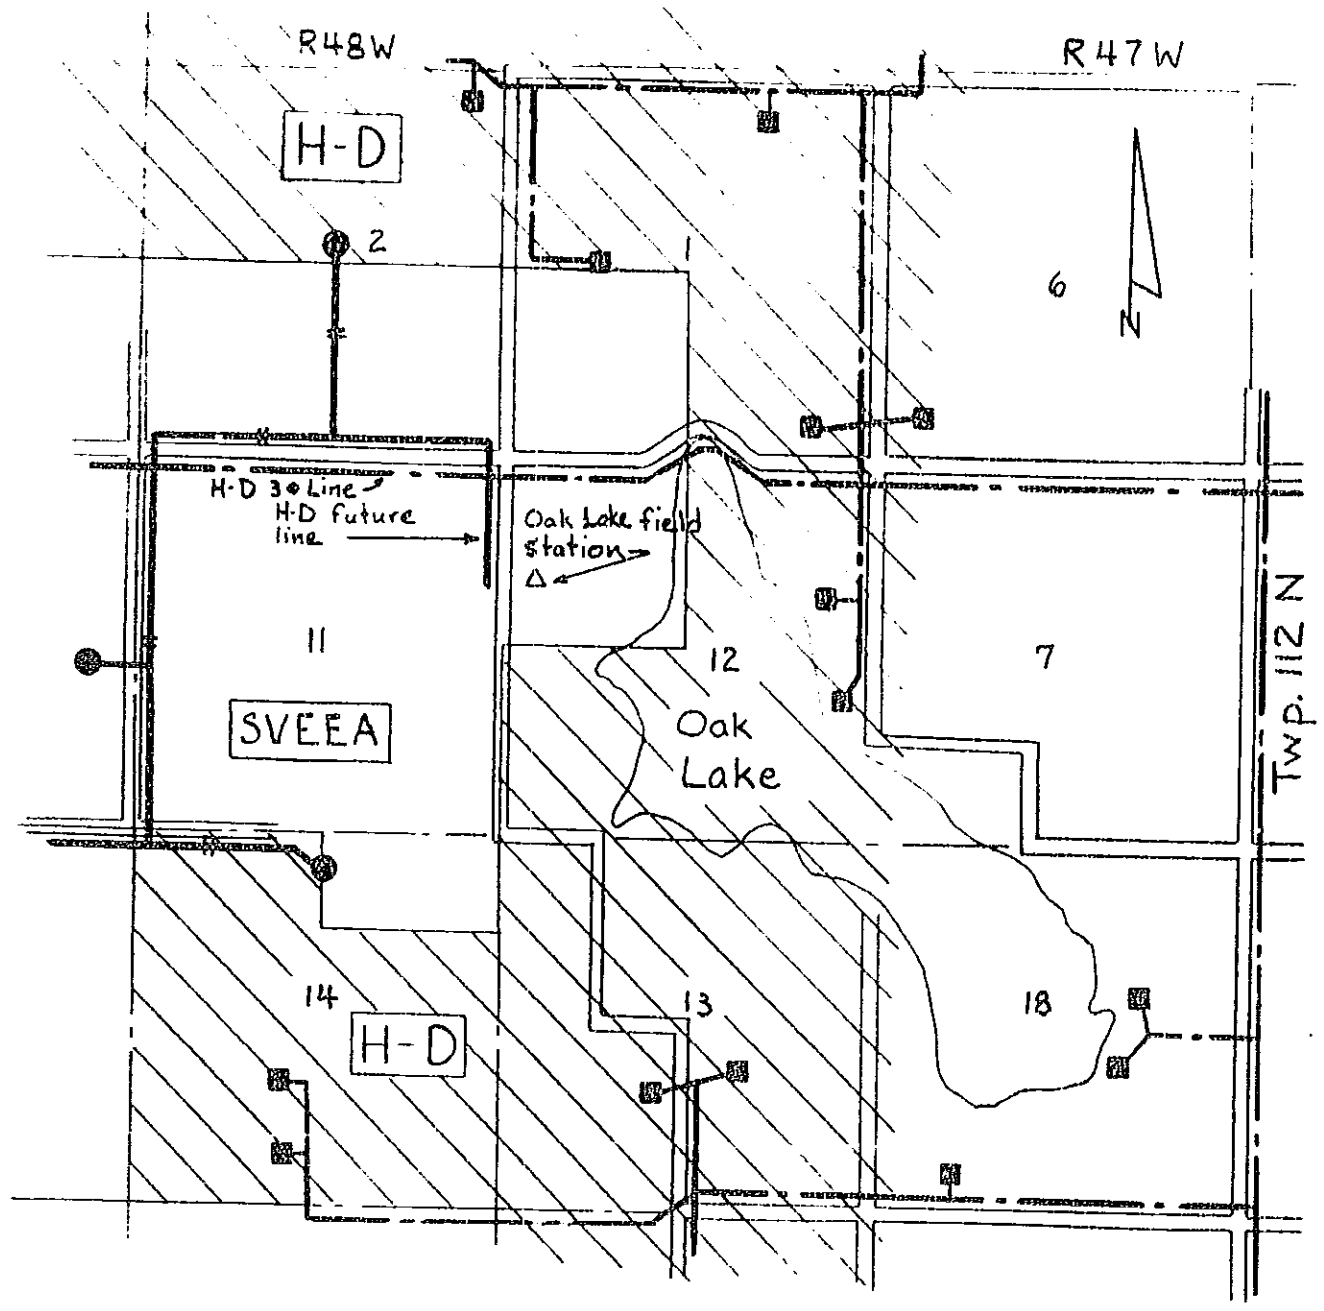 R48W
R47W
H-D
2
6
N
H-D 3ϕ Line
H-D future
line
Oak Lake field
station
11
12
7
SVEEA
Oak
Lake
Twp. 112 N
14
13
18
H-D